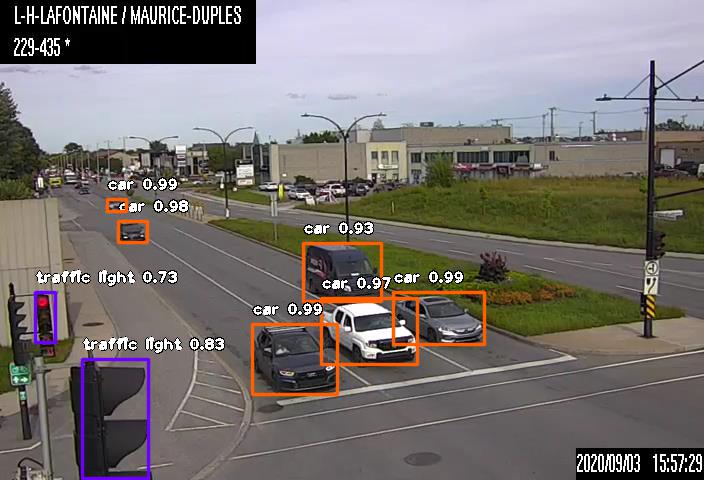 L-H-LAFONTAINE / MAURICE-DUPLES
229-435 *
car 0.99
car 0.98
car 0.93
traffic light 0.73
car 0.97
car 0.99
car 0.99
traffic light 0.83
2020/09/03 15:57:29